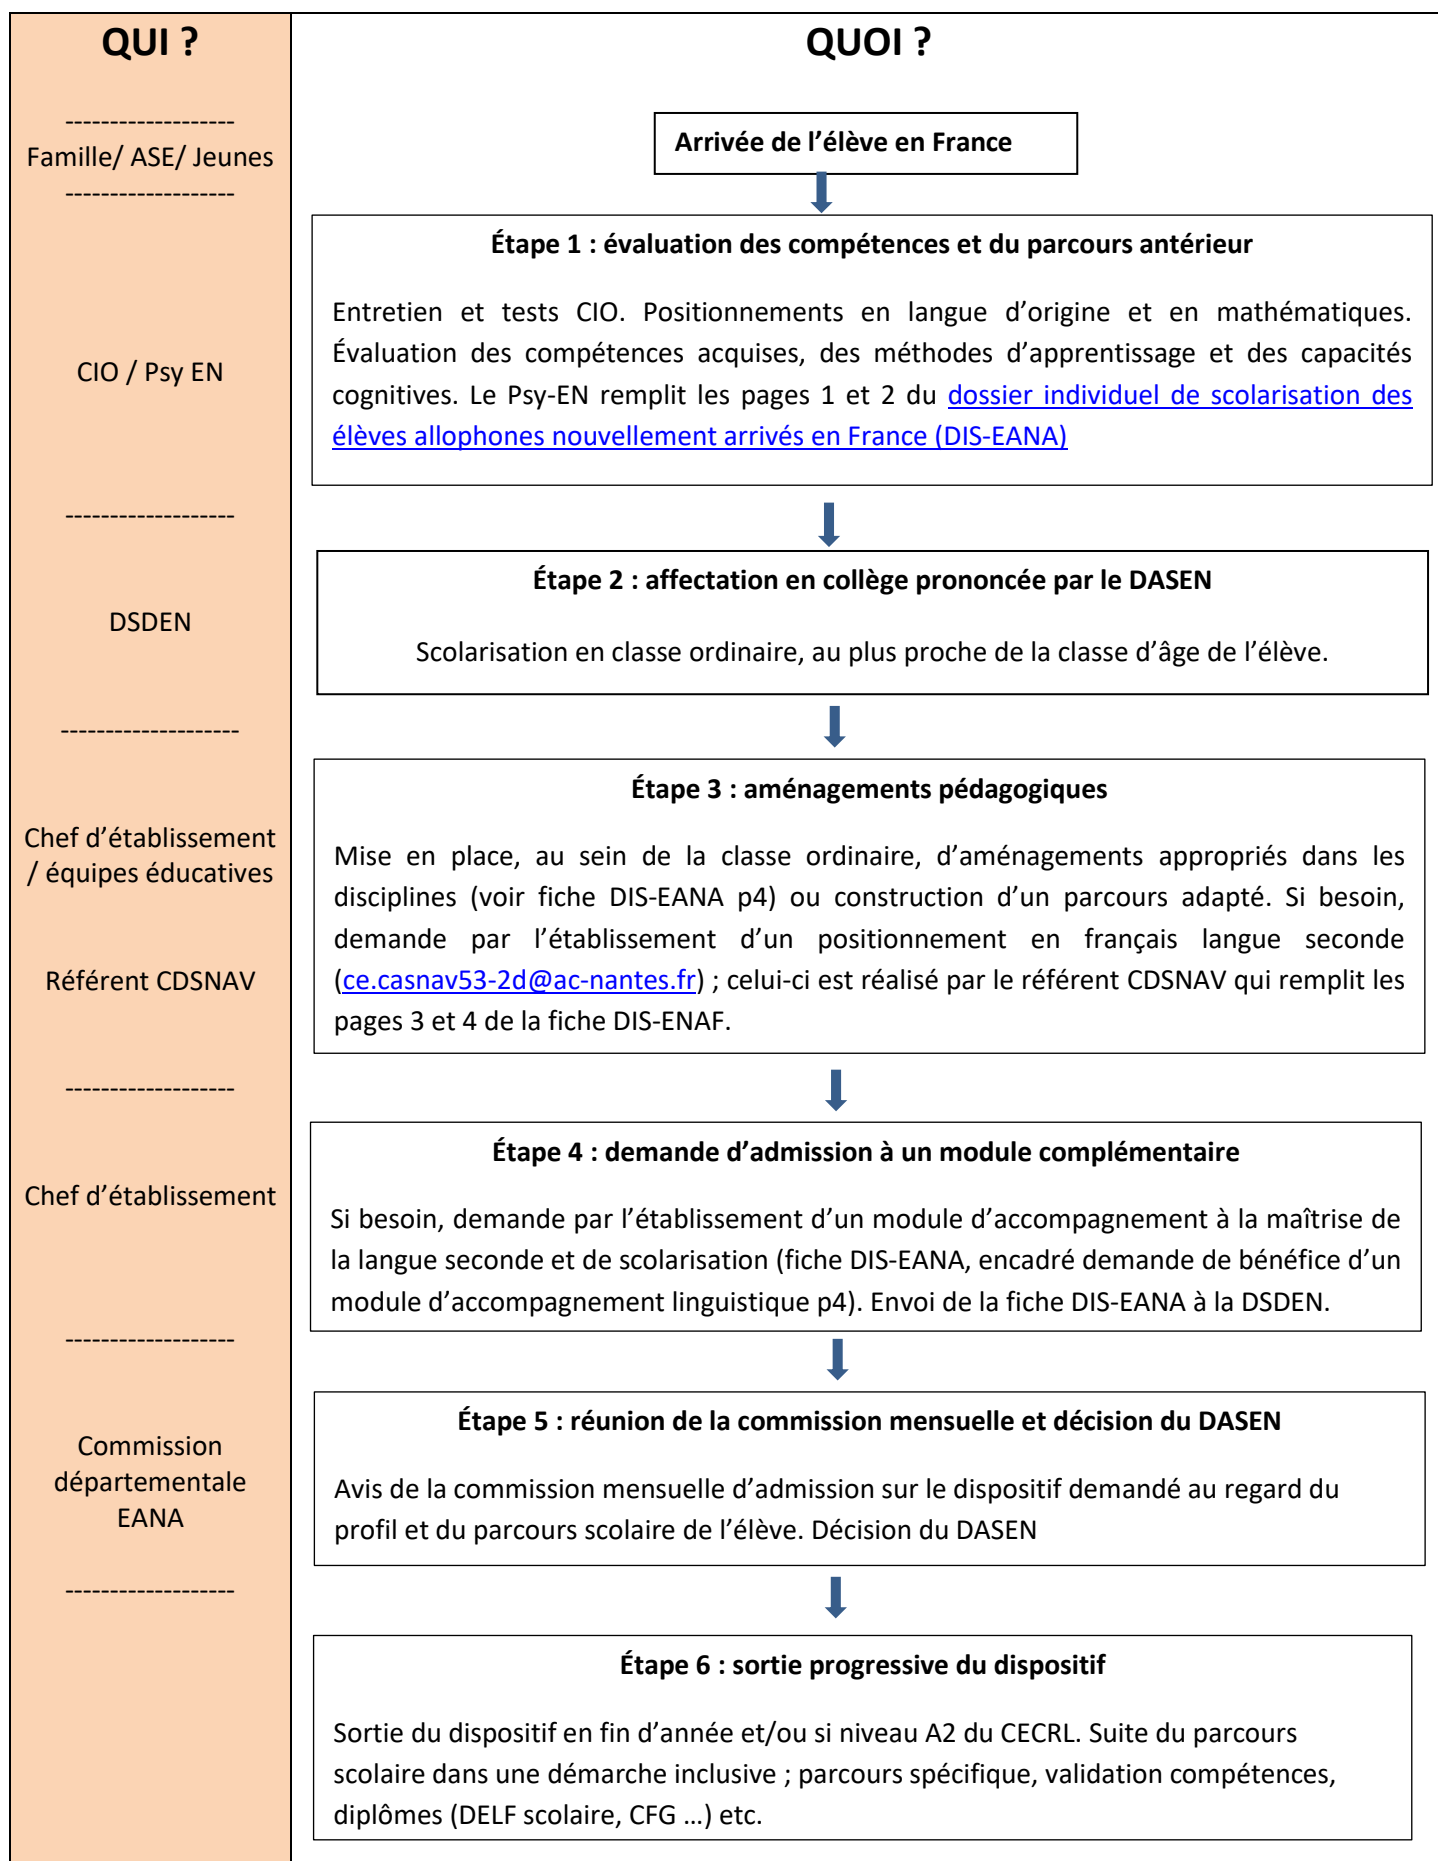 QUI ?
QUOI ?
-------------------
Famille/ ASE/ Jeunes
-------------------
Arrivée de l’élève en France
Étape 1 : évaluation des compétences et du parcours antérieur
CIO / Psy EN
Entretien et tests CIO. Positionnements en langue d’origine et en mathématiques.
Évaluation des compétences acquises, des méthodes d’apprentissage et des capacités
cognitives. Le Psy-EN remplit les pages 1 et 2 du dossier individuel de scolarisation des
élèves allophones nouvellement arrivés en France (DIS-EANA)
-------------------
Étape 2 : affectation en collège prononcée par le DASEN
DSDEN
Scolarisation en classe ordinaire, au plus proche de la classe d’âge de l’élève.
--------------------
Étape 3 : aménagements pédagogiques
Chef d’établissement
/ équipes éducatives
Référent CDSNAV
Mise en place, au sein de la classe ordinaire, d’aménagements appropriés dans les
disciplines (voir fiche DIS-EANA p4) ou construction d’un parcours adapté. Si besoin,
demande par l’établissement d’un positionnement en français langue seconde
(ce.casnav53-2d@ac-nantes.fr) ; celui-ci est réalisé par le référent CDSNAV qui remplit les
pages 3 et 4 de la fiche DIS-ENAF.
-------------------
Étape 4 : demande d’admission à un module complémentaire
Chef d’établissement
Si besoin, demande par l’établissement d’un module d’accompagnement à la maîtrise de
la langue seconde et de scolarisation (fiche DIS-EANA, encadré demande de bénéfice d’un
module d’accompagnement linguistique p4). Envoi de la fiche DIS-EANA à la DSDEN.
-------------------
Étape 5 : réunion de la commission mensuelle et décision du DASEN
Commission
départementale
EANA
Avis de la commission mensuelle d’admission sur le dispositif demandé au regard du
profil et du parcours scolaire de l’élève. Décision du DASEN
-------------------
Étape 6 : sortie progressive du dispositif
Sortie du dispositif en fin d’année et/ou si niveau A2 du CECRL. Suite du parcours
scolaire dans une démarche inclusive ; parcours spécifique, validation compétences,
diplômes (DELF scolaire, CFG …) etc.